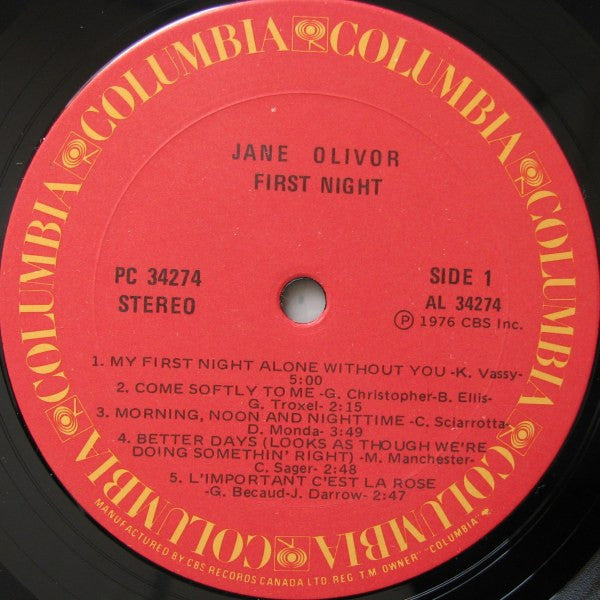 COLUMBIA COLUMBIA COLUMBIA COLUMBIA COLUMBIA COLUMBIA
JANE OLIVOR
FIRST NIGHT
PC 34274
STEREO
SIDE 1
AL 34274
Ⓟ 1976 CBS Inc.
1. MY FIRST NIGHT ALONE WITHOUT YOU -K. Vassy-
5:00
2. COME SOFTLY TO ME -G. Christopher-B. Ellis-
G. Troxel- 2:15
3. MORNING, NOON AND NIGHTTIME -C. Sciarrotta-
D. Monda- 3:49
4. BETTER DAYS (LOOKS AS THOUGH WE'RE
DOING SOMETHIN' RIGHT) -M. Manchester-
C. Sager- 2:48
5. L'IMPORTANT C'EST LA ROSE
-G. Becaud-J. Darrow- 2:47
MANUFACTURED BY CBS RECORDS CANADA LTD. REG. T.M. OWNER "COLUMBIA"